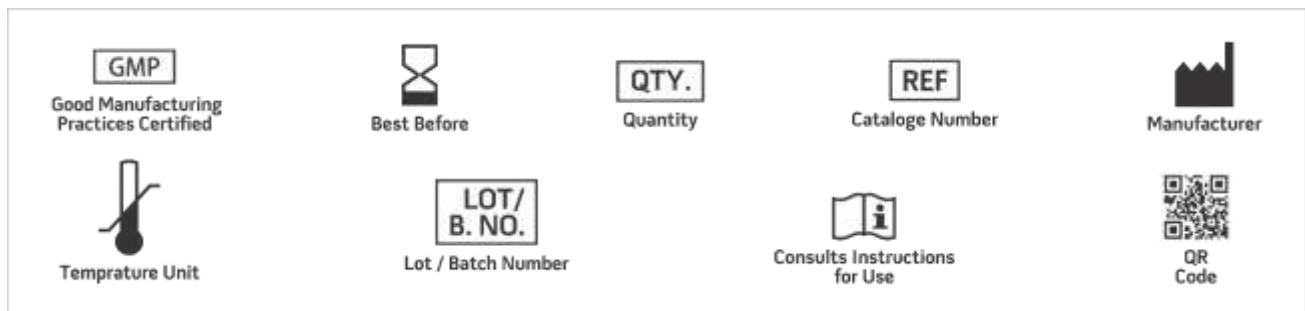 GMP
Good Manufacturing
Practices Certified
Best Before
QTY.
Quantity
REF
Cataloge Number
Manufacturer
Temprature Unit
LOT/
B. NO.
Lot / Batch Number
i
Consults Instructions
for Use
QR
Code